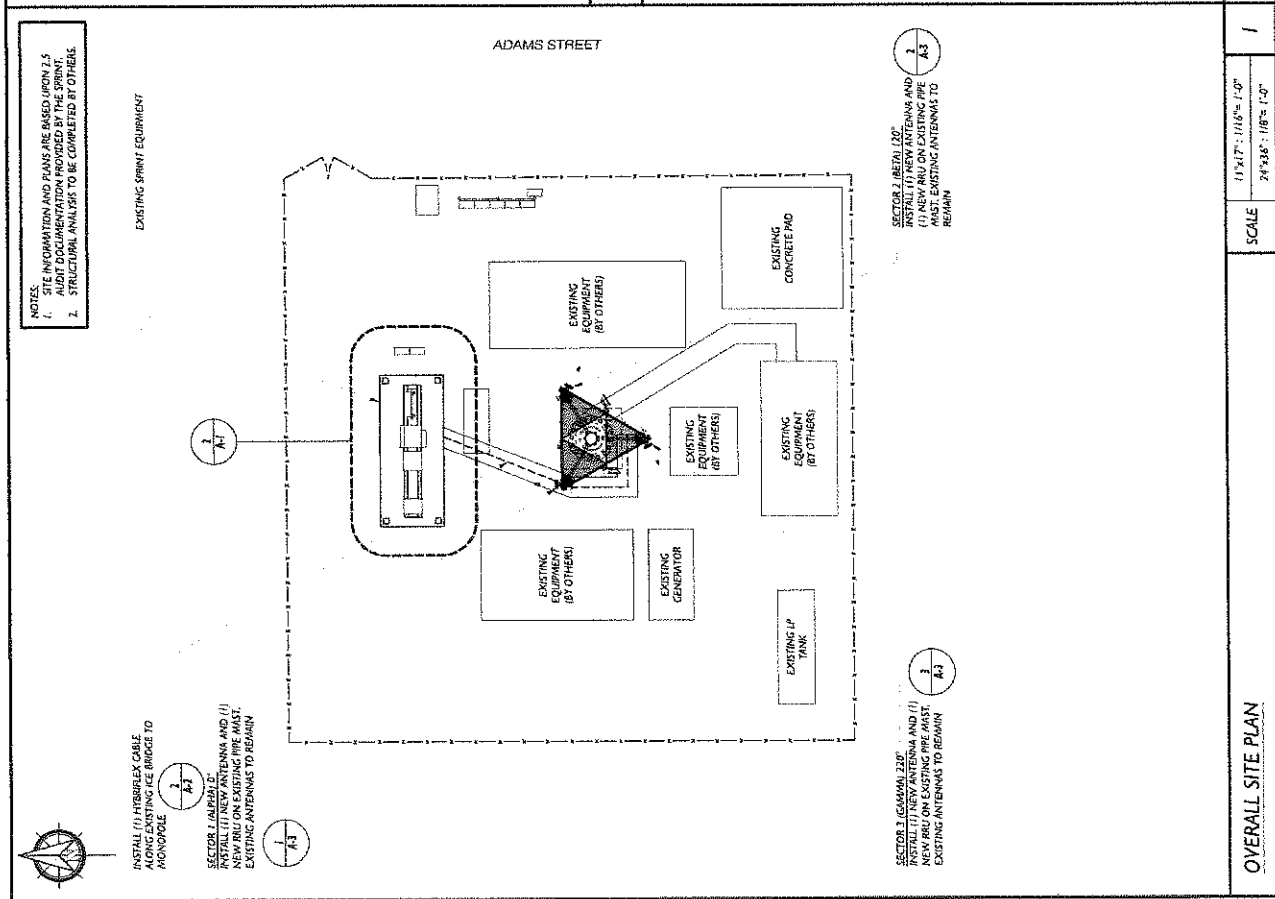 NOTES:
1. SITE INFORMATION AND PLANS ARE BASED UPON 2.5
AUDIT DOCUMENTATION PROVIDED BY THE SPRINT.
2. STRUCTURAL ANALYSIS TO BE COMPLETED BY OTHERS.
ADAMS STREET
EXISTING SPRINT EQUIPMENT
INSTALL (1) HYBRIFLEX CABLE
ALONG EXISTING ICE BRIDGE TO
MONOPOLE
2
A-2
SECTOR 1 (ALPHA) 0°
INSTALL (1) NEW ANTENNA AND (1)
NEW RRU ON EXISTING PIPE MAST.
EXISTING ANTENNAS TO REMAIN
1
A-3
2
EXISTING
EQUIPMENT
(BY OTHERS)
EXISTING
GENERATOR
EXISTING LP
TANK
EXISTING
EQUIPMENT
(BY OTHERS)
EXISTING
EQUIPMENT
(BY OTHERS)
EXISTING
EQUIPMENT
(BY OTHERS)
EXISTING
CONCRETE PAD
SECTOR 2 (BETA) 120°
INSTALL (1) NEW ANTENNA AND
(1) NEW RRU ON EXISTING PIPE
MAST. EXISTING ANTENNAS TO
REMAIN
2
A-3
SECTOR 3 (GAMMA) 220°
INSTALL (1) NEW ANTENNA AND (1)
NEW RRU ON EXISTING PIPE MAST.
EXISTING ANTENNAS TO REMAIN
3
A-3
OVERALL SITE PLAN
SCALE
11"x17" : 1/16"= 1'-0"
24"x36" : 1/8"= 1'-0"
1